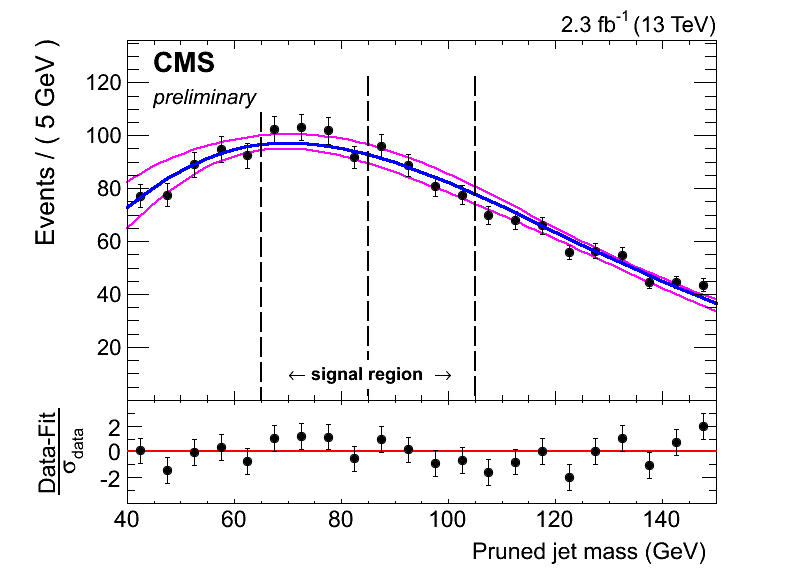 2.3 fb⁻¹ (13 TeV)
CMS
preliminary
Events / ( 5 GeV )
120
100
80
60
40
20
← signal region →
Data-Fit
σdata
2
0
-2
40 60 80 100 120 140
Pruned jet mass (GeV)